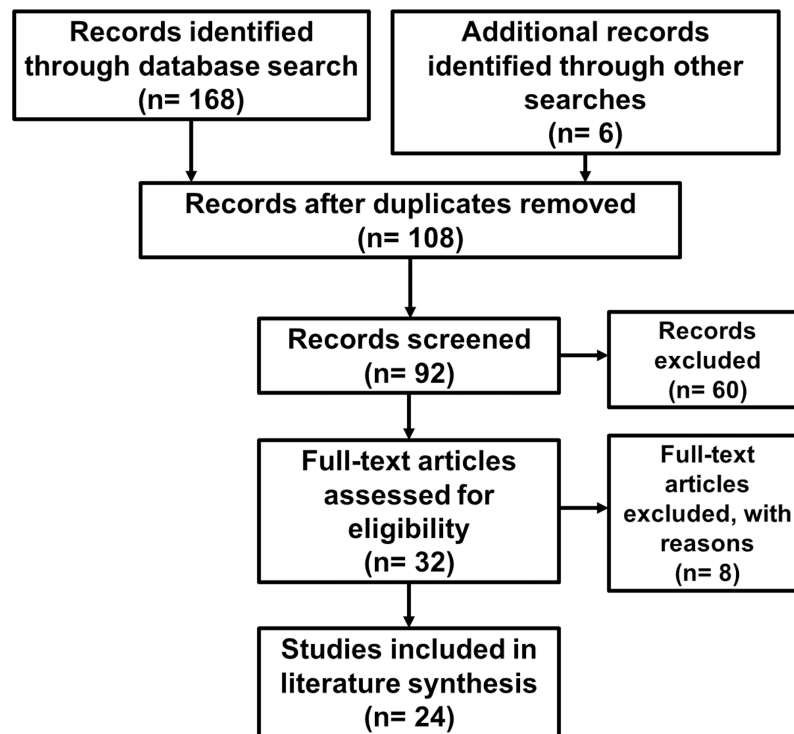 Records identified
through database search
(n= 168)
Additional records
identified through other
searches
(n= 6)
Records after duplicates removed
(n= 108)
Records screened
(n= 92)
Records
excluded
(n= 60)
Full-text articles
assessed for
eligibility
(n= 32)
Full-text
articles
excluded, with
reasons
(n= 8)
Studies included in
literature synthesis
(n= 24)